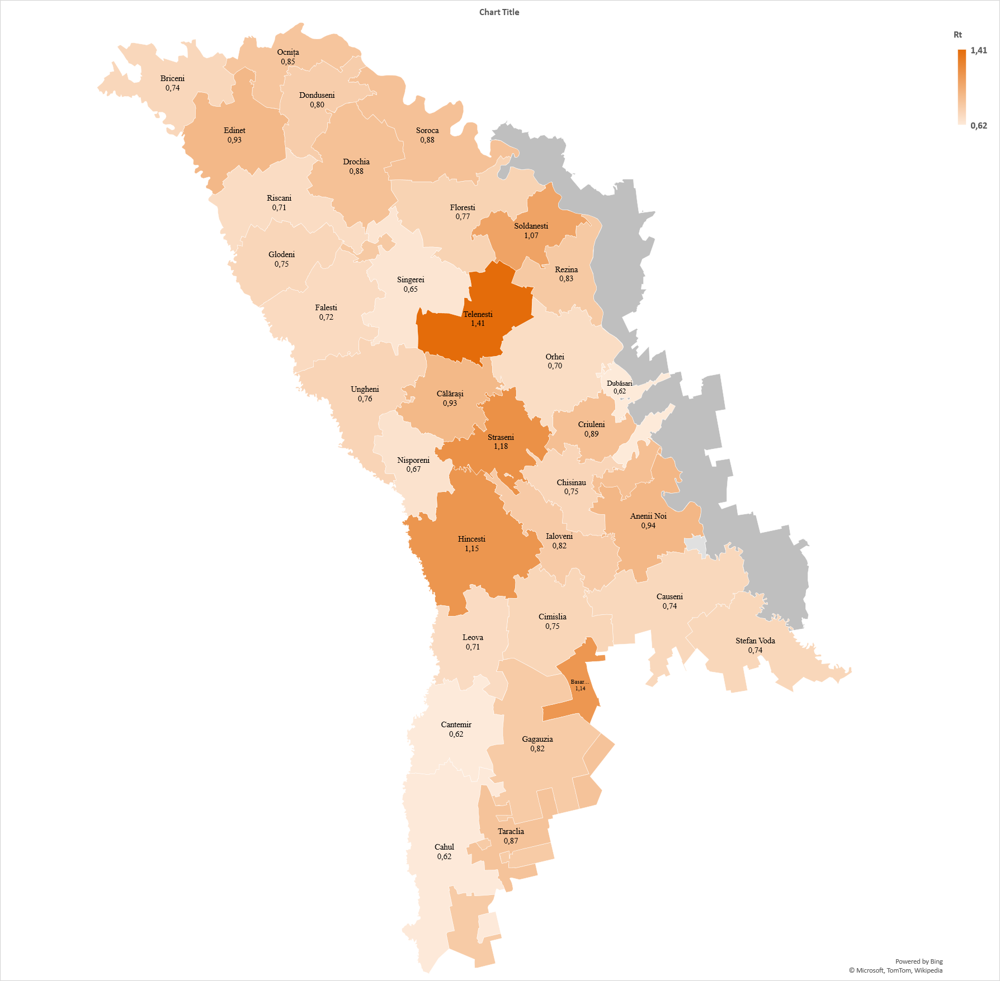 Chart Title
Rt
1,41
0,62
Ocnița
0,85
Briceni
0,74
Donduseni
0,80
Edinet
0,93
Soroca
0,88
Drochia
0,88
Riscani
0,71
Floresti
0,77
Soldanesti
1,07
Glodeni
0,75
Rezina
0,83
Singerei
0,65
Falesti
0,72
Telenesti
1,41
Orhei
0,70
Dubăsari
0,62
Ungheni
0,76
Călărași
0,93
Criuleni
0,89
Straseni
1,18
Nisporeni
0,67
Chisinau
0,75
Anenii Noi
0,94
Hincesti
1,15
Ialoveni
0,82
Causeni
0,74
Cimislia
0,75
Leova
0,71
Stefan Voda
0,74
Basar...
1,14
Cantemir
0,62
Gagauzia
0,82
Taraclia
0,87
Cahul
0,62
Powered by Bing
© Microsoft, TomTom, Wikipedia